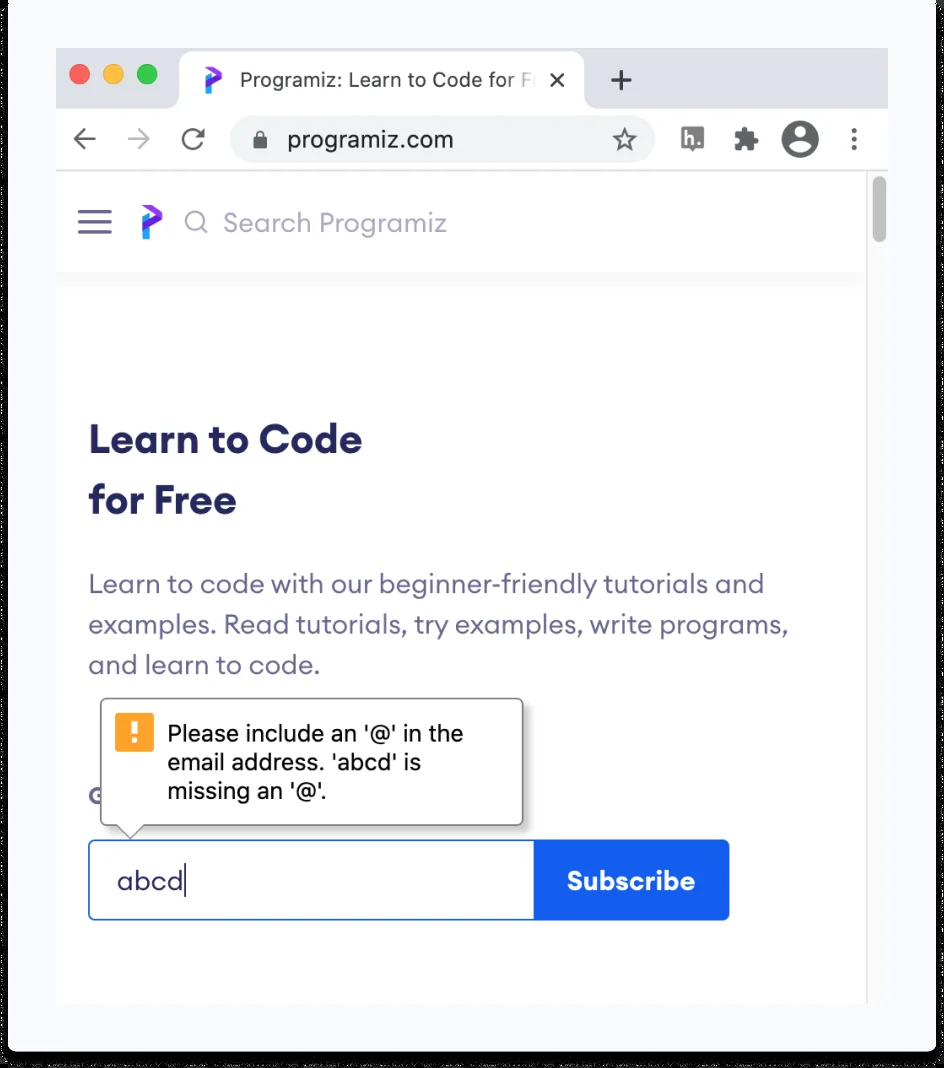 Programiz: Learn to Code for F
programiz.com
h.
Search Programiz
Learn to Code
for Free
Learn to code with our beginner-friendly tutorials and
examples. Read tutorials, try examples, write programs,
and learn to code.
Please include an '@' in the
email address. 'abcd' is
missing an '@'.
abcd
Subscribe